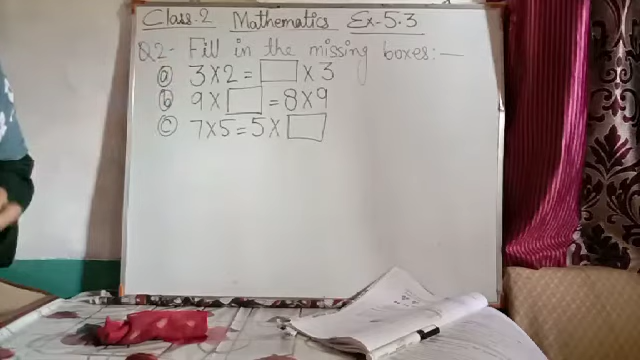 Class-2 Mathematics Ex-5.3
Q2- Fill in the missing boxes:-
(a) 3×2 = □ × 3
(b) 9× □ = 8×9
(c) 7×5=5× □